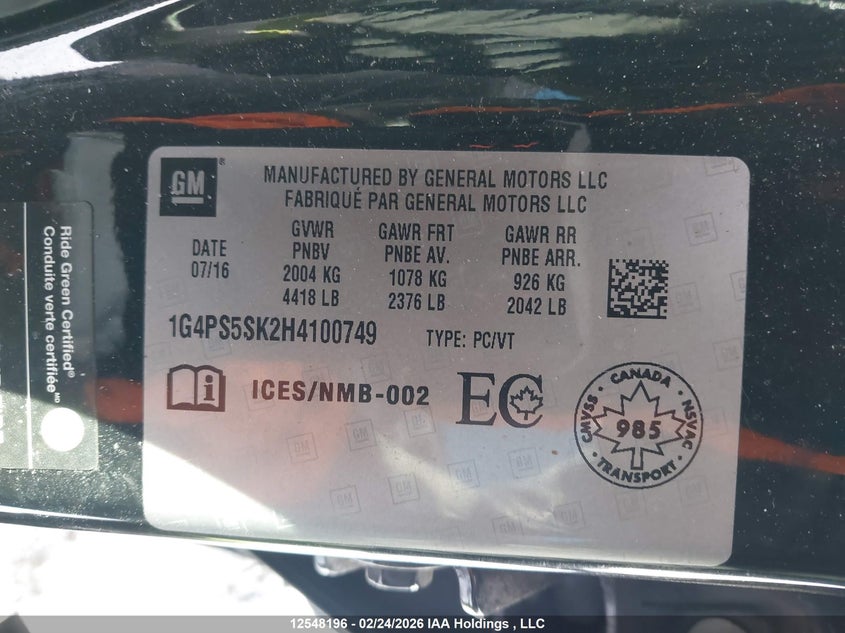 GM®
MANUFACTURED BY GENERAL MOTORS LLC
FABRIQUÉ PAR GENERAL MOTORS LLC
DATE
07/16
GVWR
PNBV
2004 KG
4418 LB
GAWR FRT
PNBE AV.
1078 KG
2376 LB
GAWR RR
PNBE ARR.
926 KG
2042 LB
1G4PS5SK2H4100749
TYPE: PC/VT
ICES/NMB-002
EC
CANADA
CMVSS
985
NSVAC
TRANSPORT
Ride Green Certified®
Conduite verte certifiée MD
12548196 - 02/24/2026 IAA Holdings , LLC